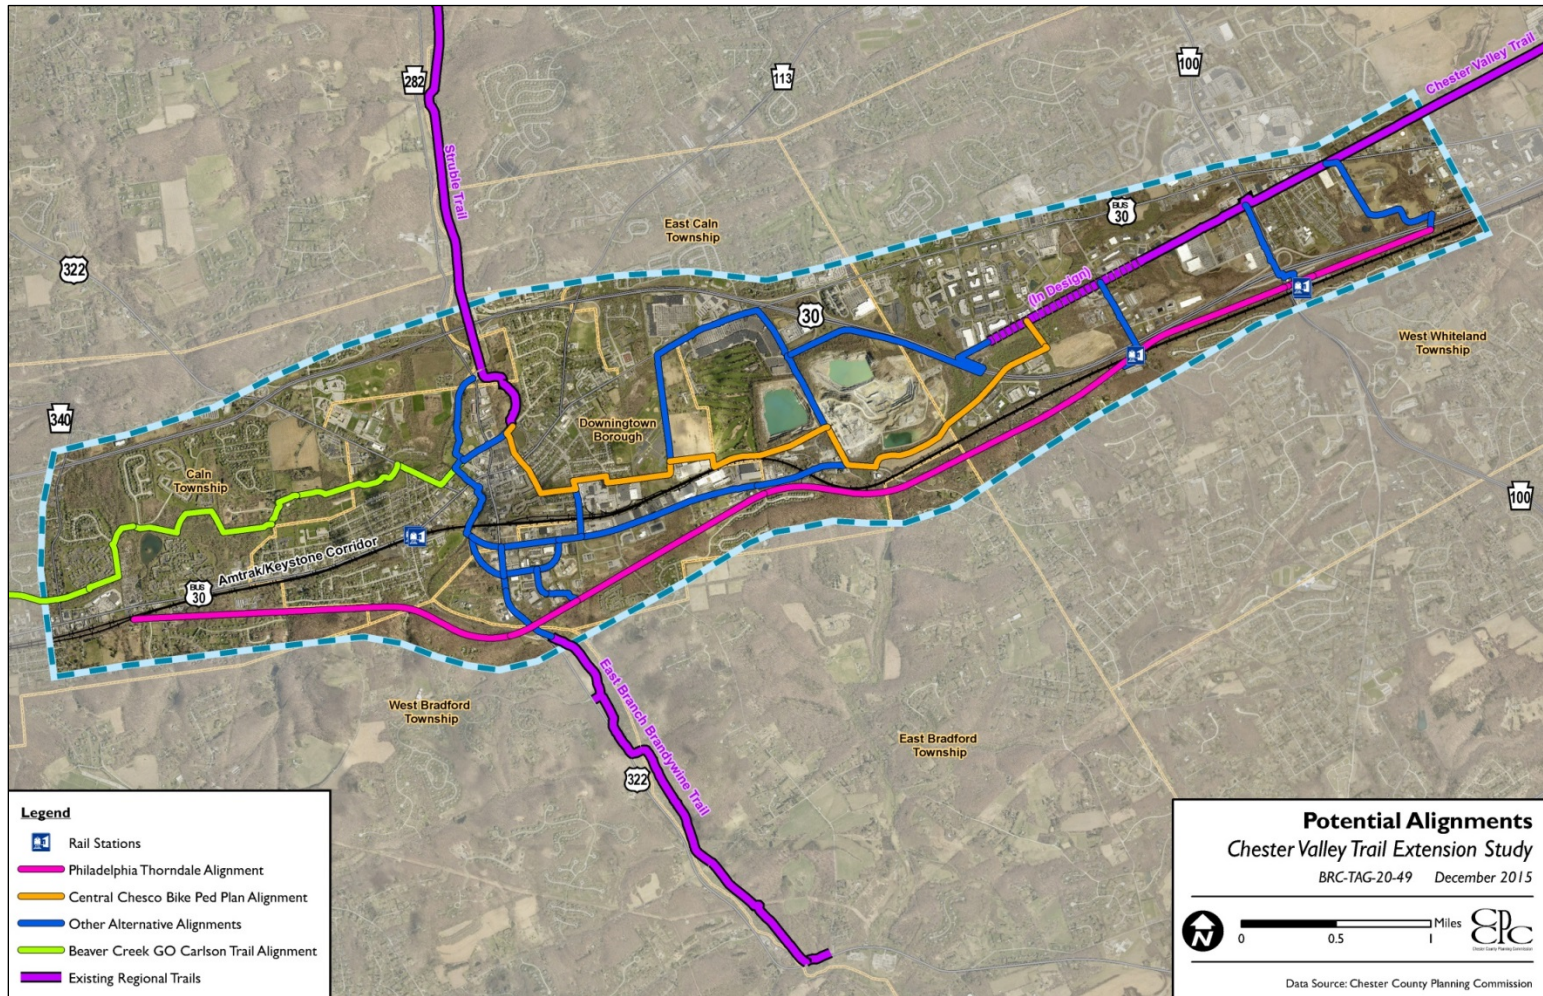 282
113
100
Chester Valley Trail
Struble Trail
BUS
30
East Caln
Township
322
(In Design)
30
West Whiteland
Township
340
Downingtown
Borough
Caln
Township
100
Amtrak/Keystone Corridor
BUS
30
East Branch Brandywine Trail
West Bradford
Township
East Bradford
Township
322
Legend
Rail Stations
Philadelphia Thorndale Alignment
Central Chesco Bike Ped Plan Alignment
Other Alternative Alignments
Beaver Creek GO Carlson Trail Alignment
Existing Regional Trails
Potential Alignments
Chester Valley Trail Extension Study
BRC-TAG-20-49 December 2015
N
Miles
0 0.5 1
CCPC
Chester County Planning Commission
Data Source: Chester County Planning Commission